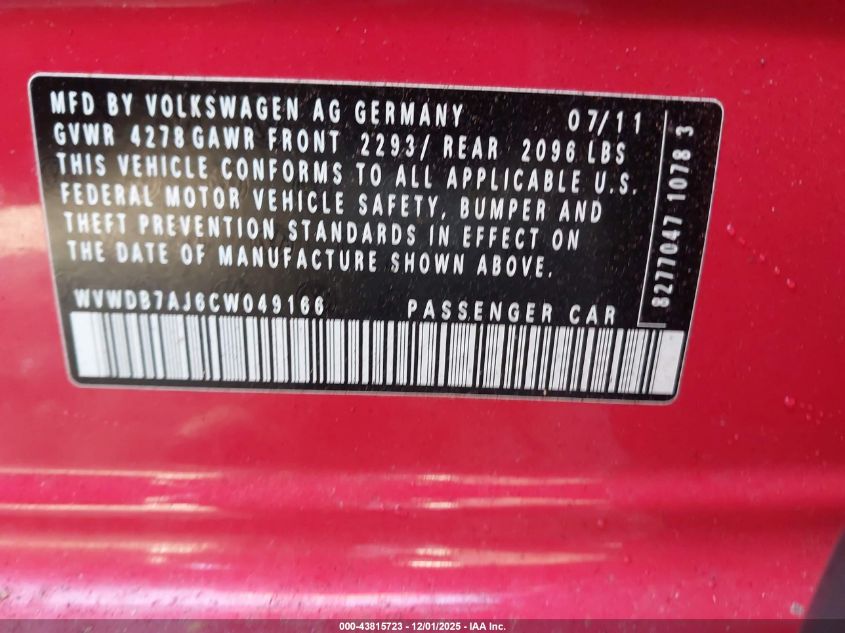 MFD BY VOLKSWAGEN AG GERMANY 07/11
GVWR 4278 GAWR FRONT 2293/ REAR 2096 LBS
THIS VEHICLE CONFORMS TO ALL APPLICABLE U.S.
FEDERAL MOTOR VEHICLE SAFETY, BUMPER AND
THEFT PREVENTION STANDARDS IN EFFECT ON
THE DATE OF MANUFACTURE SHOWN ABOVE.
WVWDB7AJ6CW049166 PASSENGER CAR
8277047 1078 3
000-43815723 - 12/01/2025 - IAA Inc.